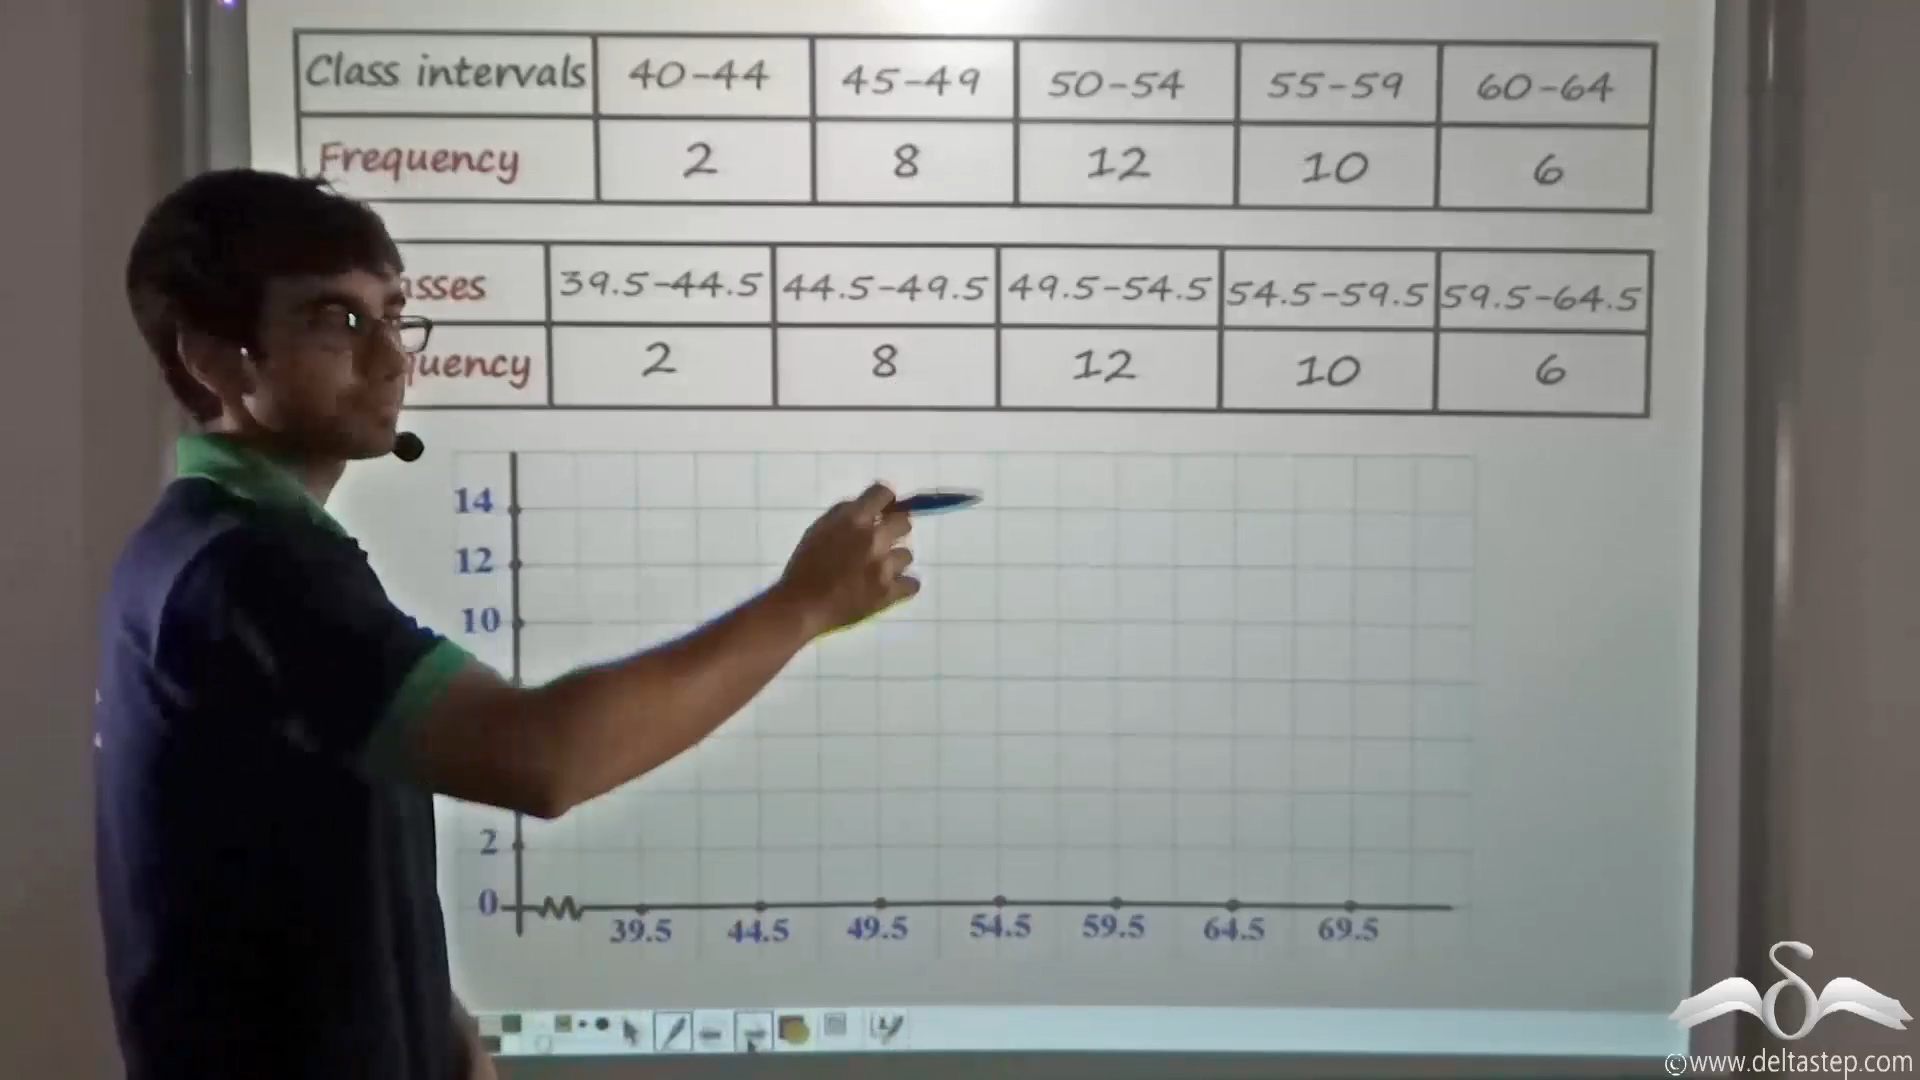 Class intervals 40-44 45-49 50-54 55-59 60-64
Frequency 2 8 12 10 6
asses 39.5-44.5 44.5-49.5 49.5-54.5 54.5-59.5 59.5-64.5
quency 2 8 12 10 6
14
12
10
2
0
39.5 44.5 49.5 54.5 59.5 64.5 69.5
©www.deltastep.com